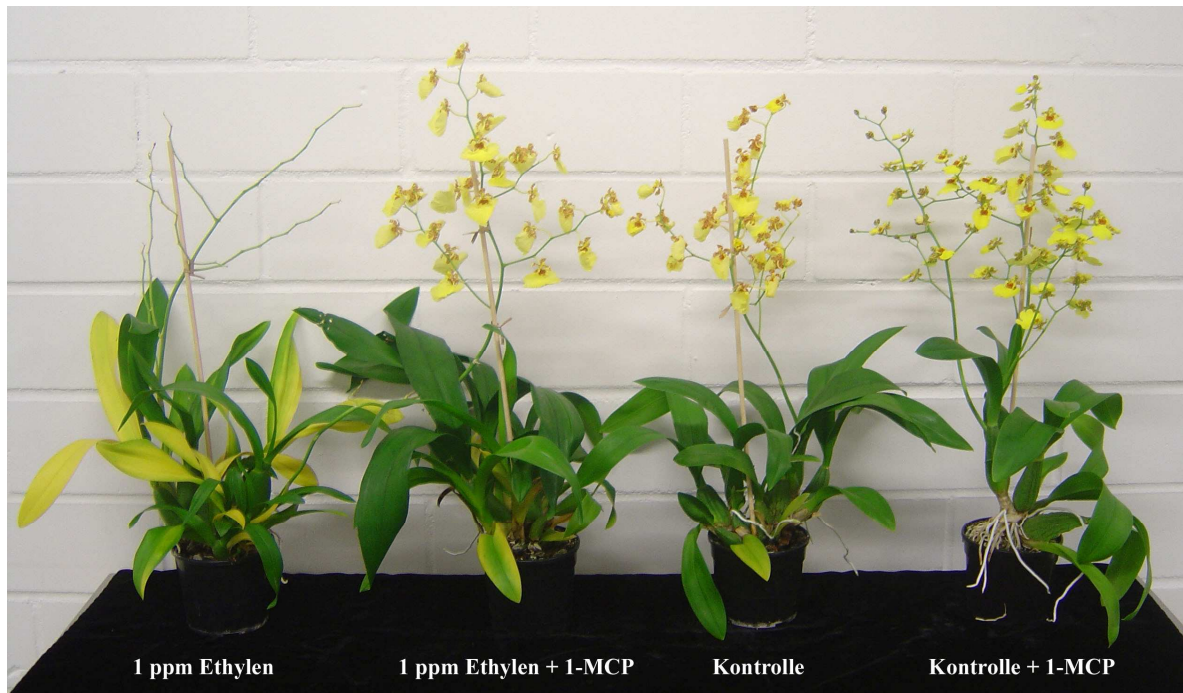 1 ppm Ethylen
1 ppm Ethylen + 1-MCP
Kontrolle
Kontrolle + 1-MCP